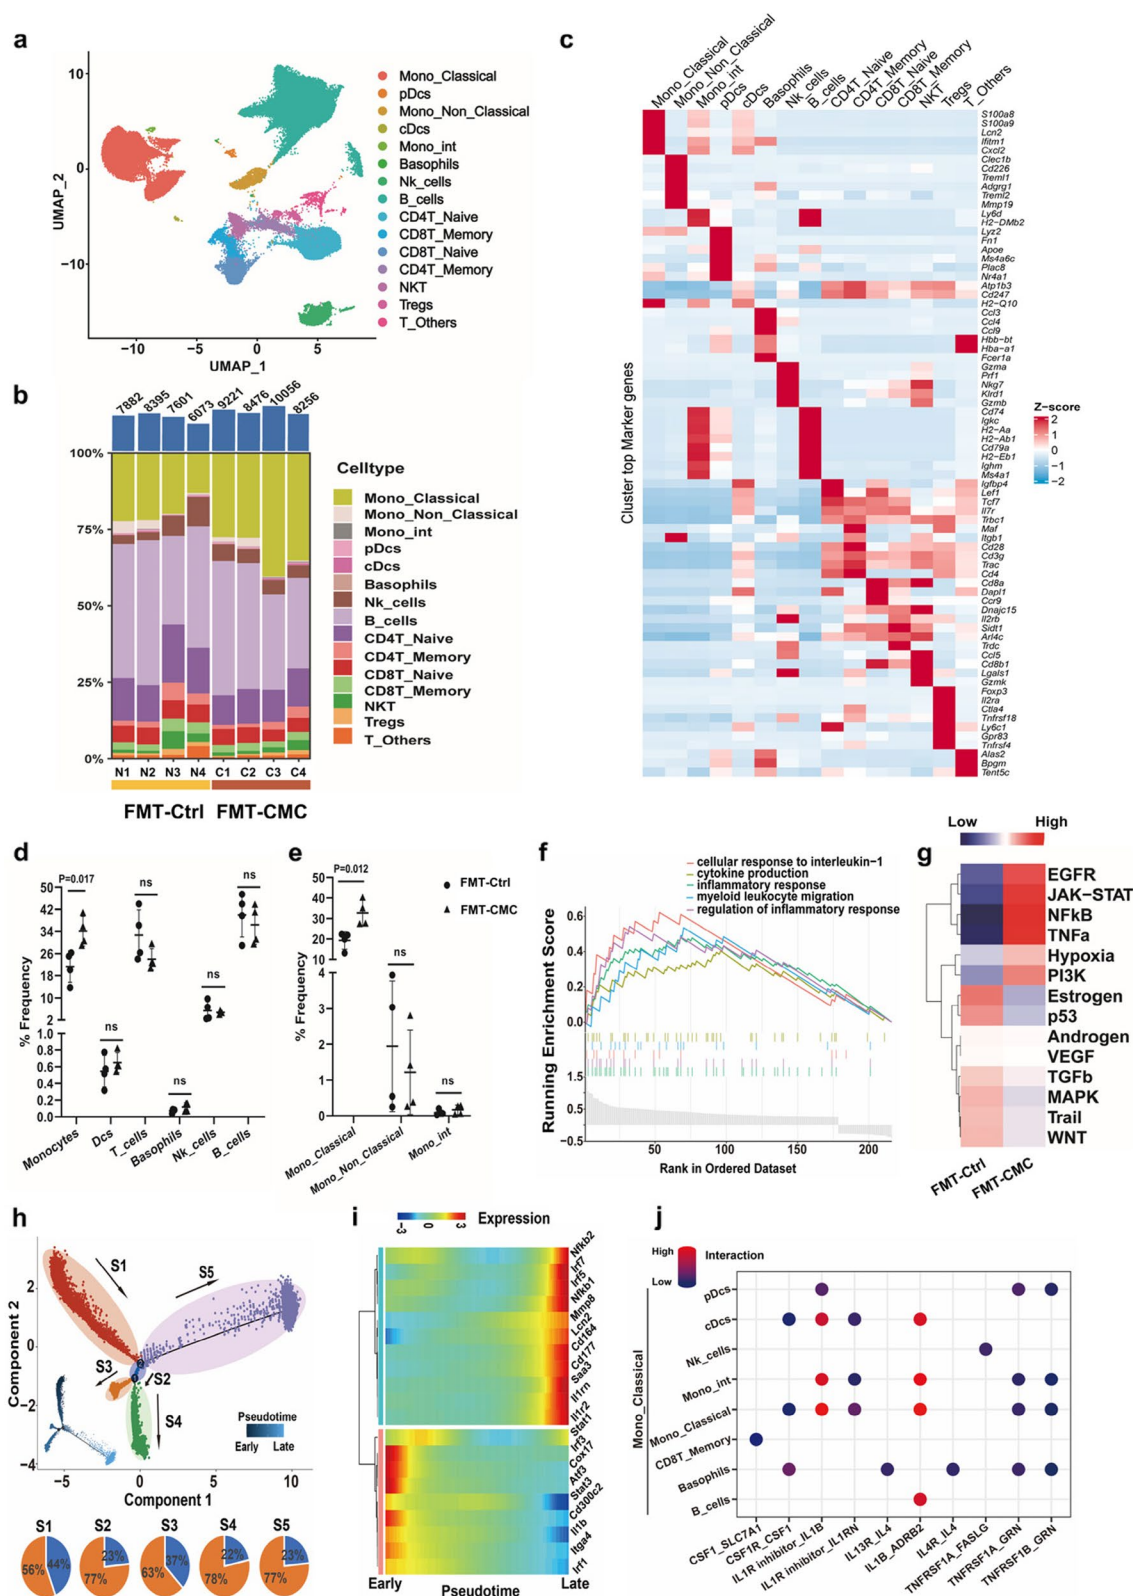 a
10
0
−10
UMAP_2
−10
−5
0
5
UMAP_1
Mono_Classical
pDcs
Mono_Non_Classical
cDcs
Mono_int
Basophils
Nk_cells
B_cells
CD4T_Naive
CD8T_Memory
CD8T_Naive
CD4T_Memory
NKT
Tregs
T_Others
b
7882
8395
7601
6073
9221
8476
10056
8256
100%
75%
50%
25%
0%
N1 N2 N3 N4 C1 C2 C3 C4
FMT-Ctrl FMT-CMC
Celltype
Mono_Classical
Mono_Non_Classical
Mono_int
pDcs
cDcs
Basophils
Nk_cells
B_cells
CD4T_Naive
CD4T_Memory
CD8T_Naive
CD8T_Memory
NKT
Tregs
T_Others
c
Mono_Classical
Mono_Non_Classical
Mono_int
pDcs
cDcs
Basophils
Nk_cells
B_cells
CD4T_Naive
CD4T_Memory
CD8T_Naive
CD8T_Memory
NKT
Tregs
T_Others
Cluster top Marker genes
S100a8
S100a9
Lcn2
Ifitm1
Cxcl2
Clec1b
Cd226
Treml1
Adgrg1
Treml2
Mmp19
Ly6d
H2−DMb2
Lyz2
Fn1
Apoe
Ms4a6c
Plac8
Nr4a1
Atp1b3
Cd247
H2−Q10
Ccl3
Ccl4
Ccl9
Hbb−bt
Hba−a1
Fcer1a
Gzma
Prf1
Nkg7
Klrd1
Gzmb
Cd74
Igkc
H2−Aa
H2−Ab1
Cd79a
H2−Eb1
Ighm
Ms4a1
Igfbp4
Lef1
Tcf7
Il7r
Trbc1
Maf
Itgb1
Cd28
Cd3g
Trac
Cd4
Cd8a
Dapl1
Ccr9
Dnajc15
Il2rb
Sidt1
Arl4c
Trdc
Ccl5
Cd8b1
Lgals1
Gzmk
Foxp3
Il2ra
Ctla4
Tnfrsf18
Ly6c1
Gpr83
Tnfrsf4
Alas2
Bpgm
Tent5c
Z−score
2
1
0
−1
−2
d
P=0.017
ns
ns
ns
ns
ns
50
42
34
26
18
10
2
1.0
0.8
0.6
0.4
0.2
0.0
% Frequency
Monocytes
Dcs
T_cells
Basophils
Nk_cells
B_cells
e
P=0.012
ns
ns
50
40
30
20
10
4
3
2
1
0
% Frequency
Mono_Classical
Mono_Non_Classical
Mono_int
FMT-Ctrl
FMT-CMC
f
cellular response to interleukin−1
cytokine production
inflammatory response
myeloid leukocyte migration
regulation of inflammatory response
Running Enrichment Score
0.6
0.4
0.2
0.0
1.5
0.5
−0.5
50
100
150
200
Rank in Ordered Dataset
g
Low High
EGFR
JAK−STAT
NFkB
TNFa
Hypoxia
PI3K
Estrogen
p53
Androgen
VEGF
TGFb
MAPK
Trail
WNT
FMT-Ctrl
FMT-CMC
h
S1
S5
S3
S2
S4
2
0
−2
−4
Component 2
−5
0
5
10
Component 1
Pseudotime
Early Late
S1 S2 S3 S4 S5
56% 44%
77% 23%
63% 37%
78% 22%
77% 23%
i
−3 0 3
Expression
Nfkb2
Irf7
Irf5
Nfkb1
Mmp8
Lcn2
Cd164
Cd177
Saa3
Il1rn
Il1r2
Stat1
Irf3
Cox17
Atf3
Stat3
Cd300c2
Il1b
Itga4
Irf1
Early Pseudotime Late
j
High
Low
Interaction
Mono_Classical
pDcs
cDcs
Nk_cells
Mono_int
Mono_Classical
CD8T_Memory
Basophils
B_cells
CSF1_SLC7A1
CSF1R_CSF1
IL1R inhibitor_IL1B
IL1R inhibitor_IL1RN
IL13R_IL4
IL1B_ADRB2
IL4R_IL4
TNFRSF1A_FASLG
TNFRSF1A_GRN
TNFRSF1B_GRN